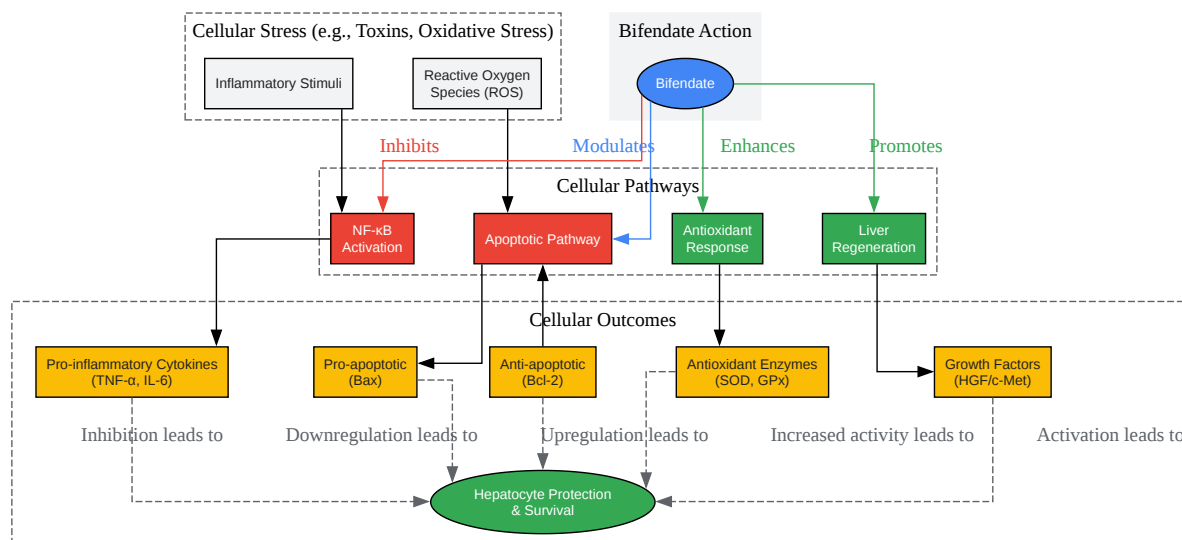 Cellular Stress (e.g., Toxins, Oxidative Stress)
Bifendate Action
Inflammatory Stimuli
Reactive Oxygen
Species (ROS)
Bifendate
Inhibits
Modulates
Enhances
Promotes
Cellular Pathways
NF-κB
Activation
Apoptotic Pathway
Antioxidant
Response
Liver
Regeneration
Cellular Outcomes
Pro-inflammatory Cytokines
(TNF-α, IL-6)
Pro-apoptotic
(Bax)
Anti-apoptotic
(Bcl-2)
Antioxidant Enzymes
(SOD, GPx)
Growth Factors
(HGF/c-Met)
Inhibition leads to
Downregulation leads to
Upregulation leads to
Increased activity leads to
Activation leads to
Hepatocyte Protection
& Survival